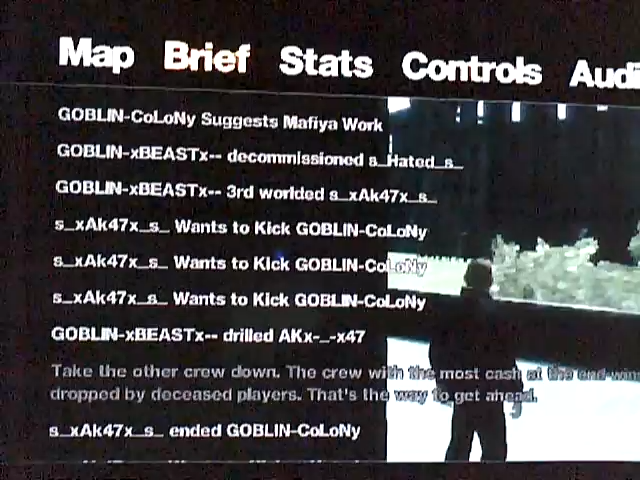 Map Brief Stats Controls Audi
GOBLIN-CoLoNy Suggests Mafiya Work
GOBLIN-xBEASTx-- decommissioned s_Hated_s_
GOBLIN-xBEASTx-- 3rd worlded s_xAk47x_s_
s_xAk47x_s_ Wants to Kick GOBLIN-CoLoNy
s_xAk47x_s_ Wants to Kick GOBLIN-CoLoNy
s_xAk47x_s_ Wants to Kick GOBLIN-CoLoNy
GOBLIN-xBEASTx-- drilled AKx-_-x47
Take the other crew down. The crew with the most cash at the end wins
dropped by deceased players. That's the way to get ahead.
s_xAk47x_s_ ended GOBLIN-CoLoNy